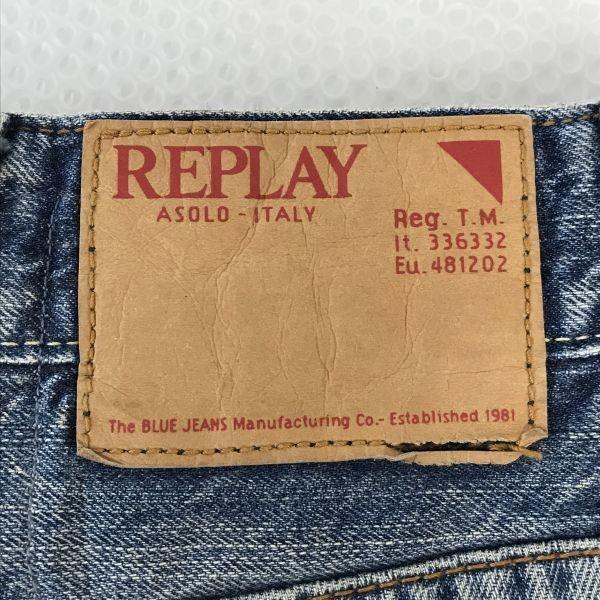 REPLAY
ASOLO - ITALY
Reg. T.M.
It. 336332
Eu. 481202
The BLUE JEANS Manufacturing Co.- Established 1981